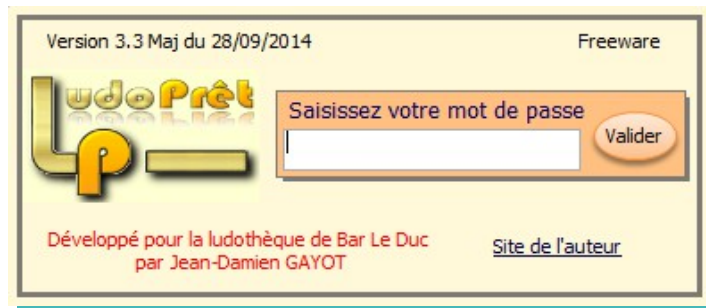 Version 3.3 Maj du 28/09/2014
Freeware
LudoPrêt
LP
Saisissez votre mot de passe
Valider
Développé pour la ludothèque de Bar Le Duc
par Jean-Damien GAYOT
Site de l'auteur